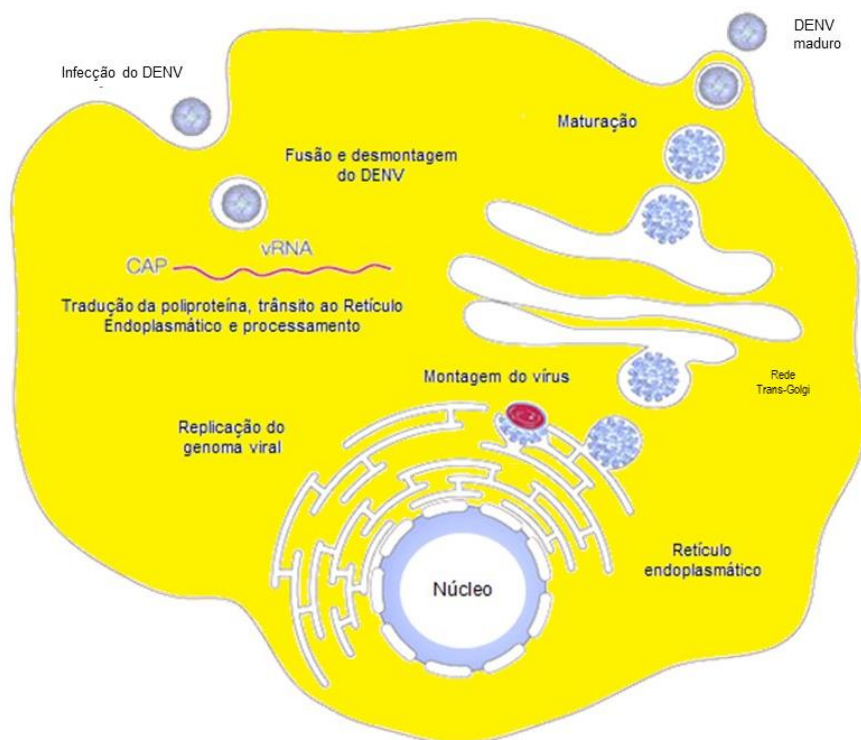 DENV
maduro
Infecção do DENV
Maturação
Fusão e desmontagem
do DENV
vRNA
CAP
Tradução da poliproteína, trânsito ao Retículo
Endoplasmático e processamento
Montagem do vírus
Rede
Trans-Golgi
Replicação do
genoma viral
Retículo
endoplasmático
Núcleo